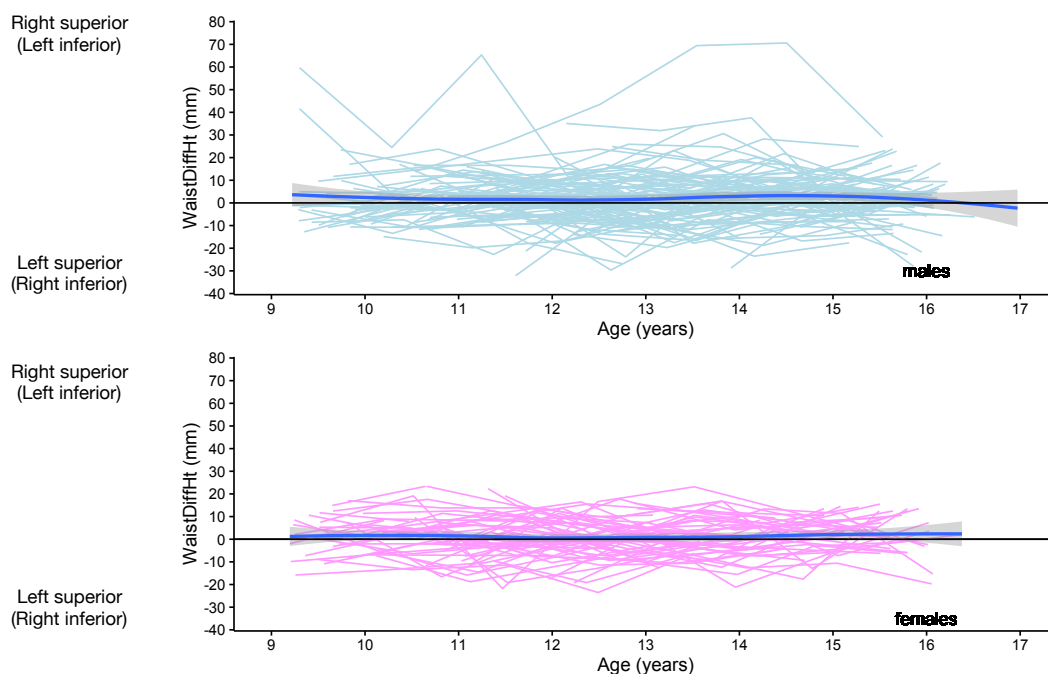 Right superior
(Left inferior)
Left superior
(Right inferior)
WaistDiffHt (mm)
80
70
60
50
40
30
20
10
0
-10
-20
-30
-40
males
9 10 11 12 13 14 15 16 17
Age (years)
Right superior
(Left inferior)
Left superior
(Right inferior)
WaistDiffHt (mm)
80
70
60
50
40
30
20
10
0
-10
-20
-30
-40
females
9 10 11 12 13 14 15 16 17
Age (years)